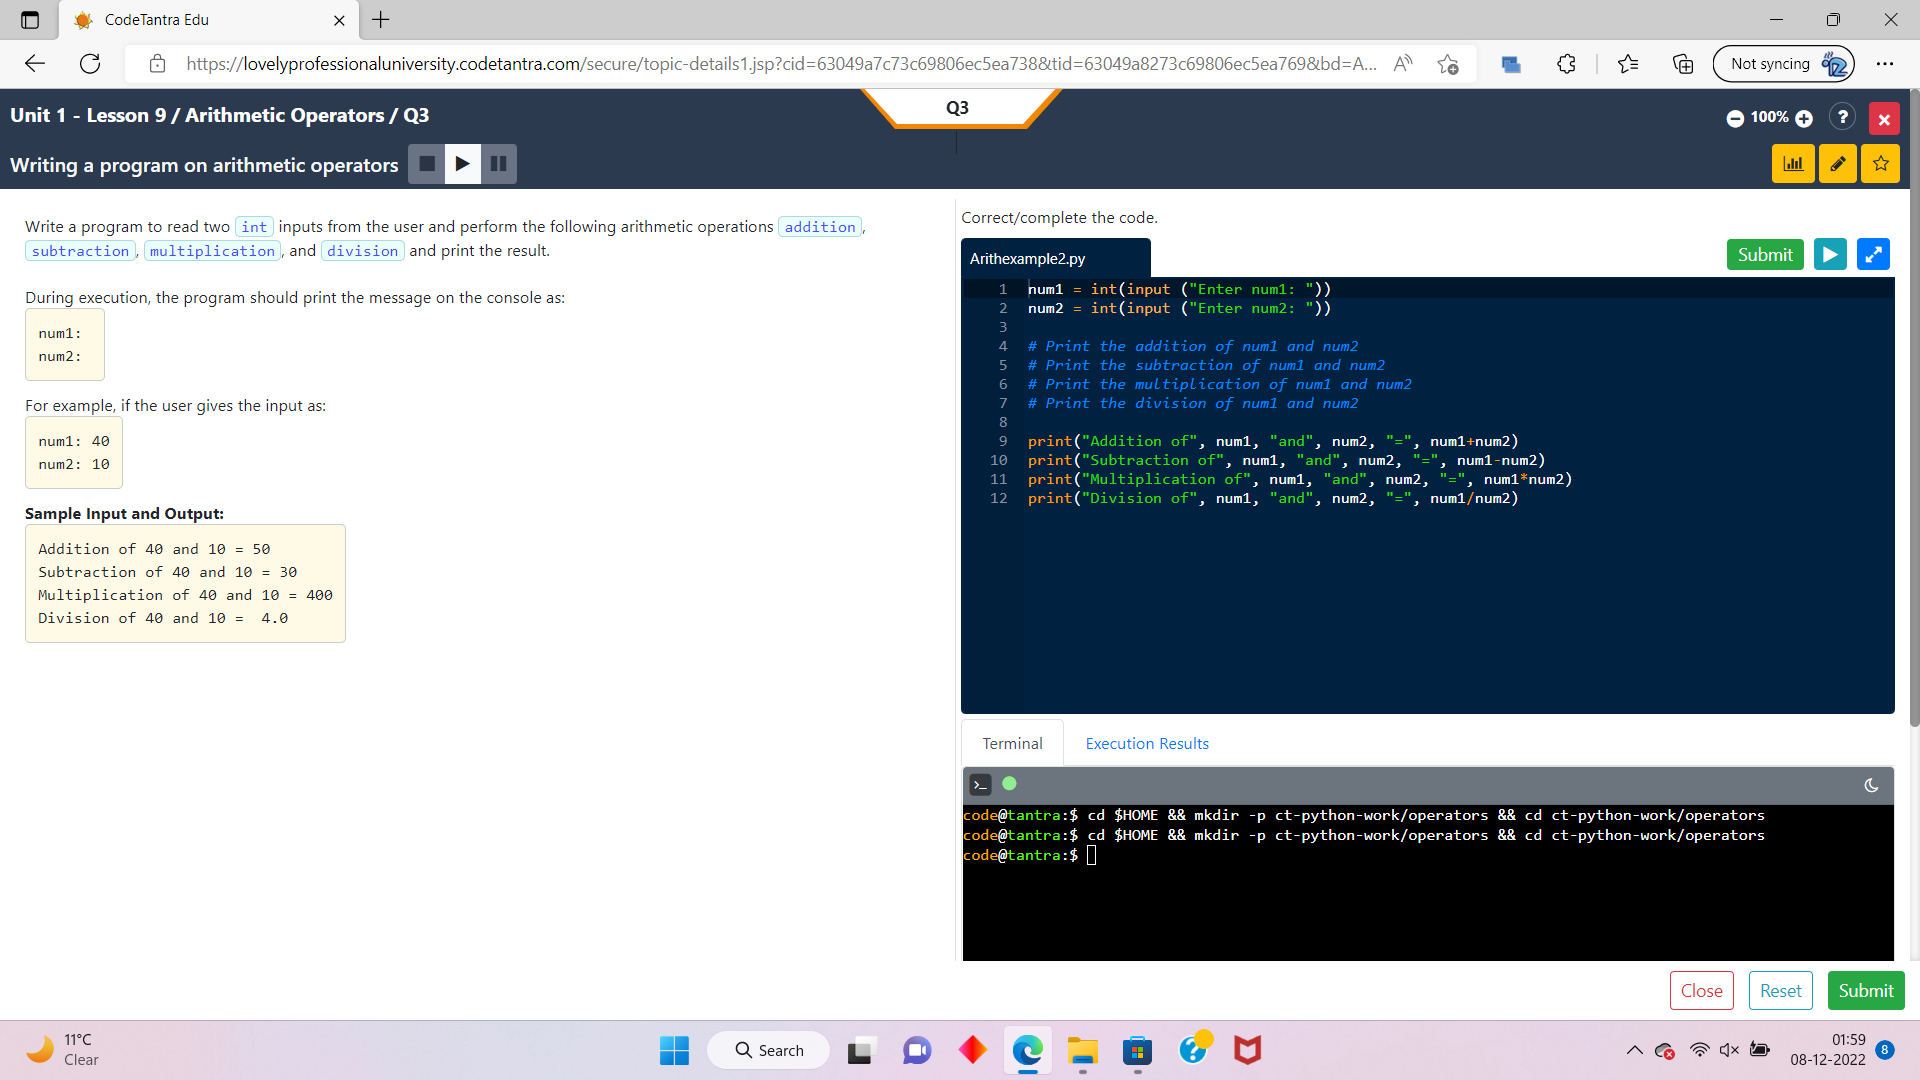 CodeTantra Edu
https://lovelyprofessionaluniversity.codetantra.com/secure/topic-details1.jsp?cid=63049a7c73c69806ec5ea738&tid=63049a8273c69806ec5ea769&bd=A...
Not syncing
Unit 1 - Lesson 9 / Arithmetic Operators / Q3
Q3
100%
?
Writing a program on arithmetic operators
Write a program to read two int inputs from the user and perform the following arithmetic operations addition,
subtraction, multiplication, and division and print the result.
During execution, the program should print the message on the console as:
num1:
num2:
For example, if the user gives the input as:
num1: 40
num2: 10
Sample Input and Output:
Addition of 40 and 10 = 50
Subtraction of 40 and 10 = 30
Multiplication of 40 and 10 = 400
Division of 40 and 10 =  4.0
Correct/complete the code.
Arithexample2.py
Submit
1 num1 = int(input ("Enter num1: "))
2 num2 = int(input ("Enter num2: "))
3
4 # Print the addition of num1 and num2
5 # Print the subtraction of num1 and num2
6 # Print the multiplication of num1 and num2
7 # Print the division of num1 and num2
8
9 print("Addition of", num1, "and", num2, "=", num1+num2)
10 print("Subtraction of", num1, "and", num2, "=", num1-num2)
11 print("Multiplication of", num1, "and", num2, "=", num1*num2)
12 print("Division of", num1, "and", num2, "=", num1/num2)
Terminal
Execution Results
code@tantra:$ cd $HOME && mkdir -p ct-python-work/operators && cd ct-python-work/operators
code@tantra:$ cd $HOME && mkdir -p ct-python-work/operators && cd ct-python-work/operators
code@tantra:$
Close
Reset
Submit
11°C
Clear
Search
01:59
08-12-2022
8